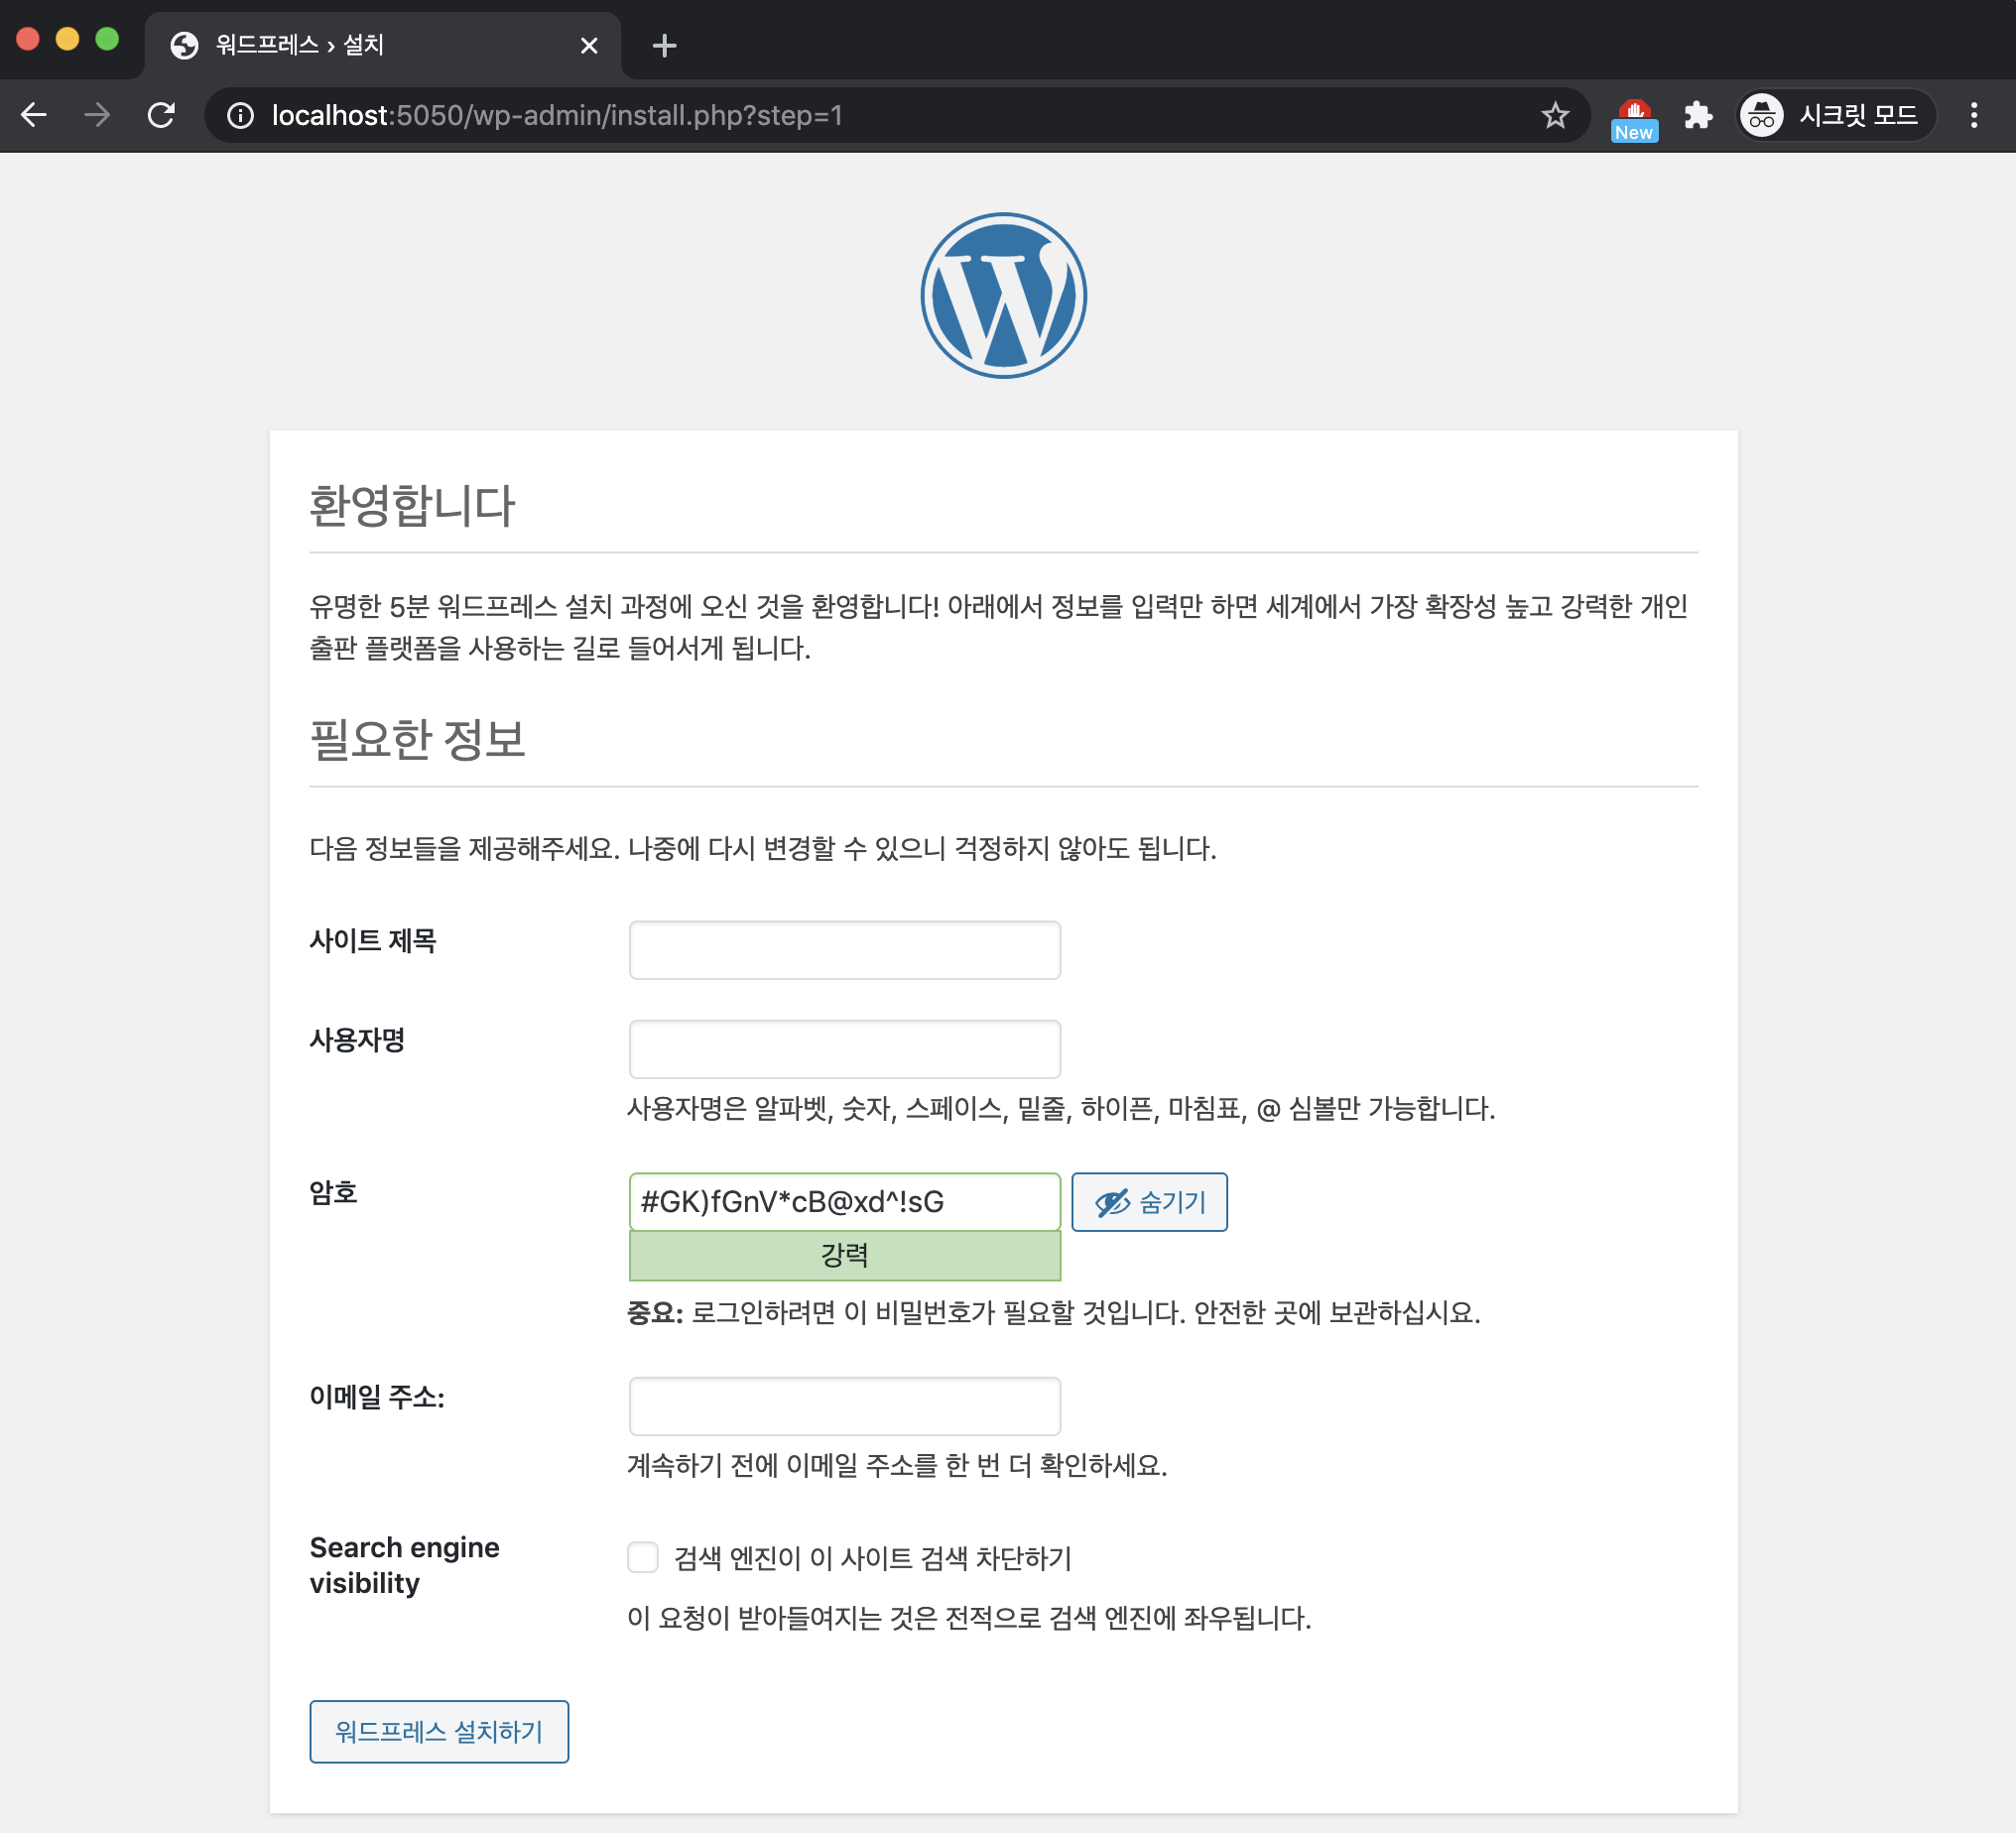 워드프레스 › 설치
localhost:5050/wp-admin/install.php?step=1
New
시크릿 모드
환영합니다
유명한 5분 워드프레스 설치 과정에 오신 것을 환영합니다! 아래에서 정보를 입력만 하면 세계에서 가장 확장성 높고 강력한 개인
출판 플랫폼을 사용하는 길로 들어서게 됩니다.
필요한 정보
다음 정보들을 제공해주세요. 나중에 다시 변경할 수 있으니 걱정하지 않아도 됩니다.
사이트 제목
사용자명
사용자명은 알파벳, 숫자, 스페이스, 밑줄, 하이픈, 마침표, @ 심볼만 가능합니다.
암호
#GK)fGnV*cB@xd^!sG
숨기기
강력
중요: 로그인하려면 이 비밀번호가 필요할 것입니다. 안전한 곳에 보관하십시요.
이메일 주소:
계속하기 전에 이메일 주소를 한 번 더 확인하세요.
Search engine
visibility
검색 엔진이 이 사이트 검색 차단하기
이 요청이 받아들여지는 것은 전적으로 검색 엔진에 좌우됩니다.
워드프레스 설치하기